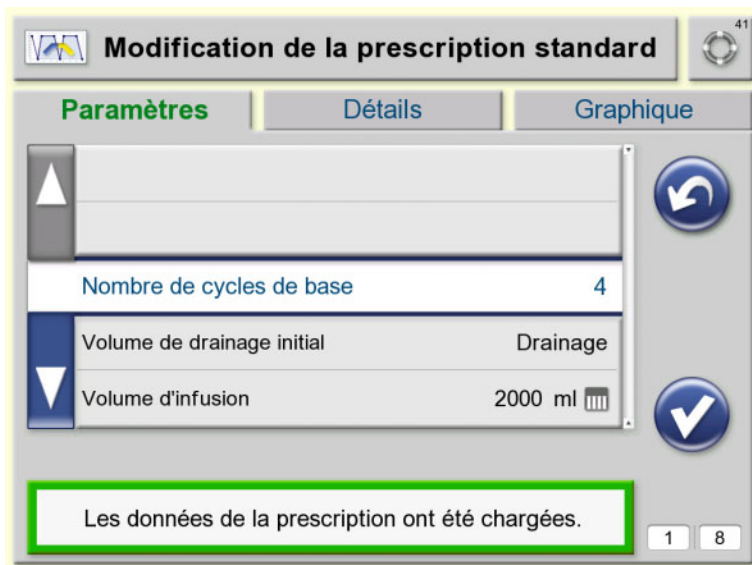 Modification de la prescription standard
41
Paramètres Détails Graphique
Nombre de cycles de base 4
Volume de drainage initial Drainage
Volume d'infusion 2000 ml
Les données de la prescription ont été chargées.
1 8